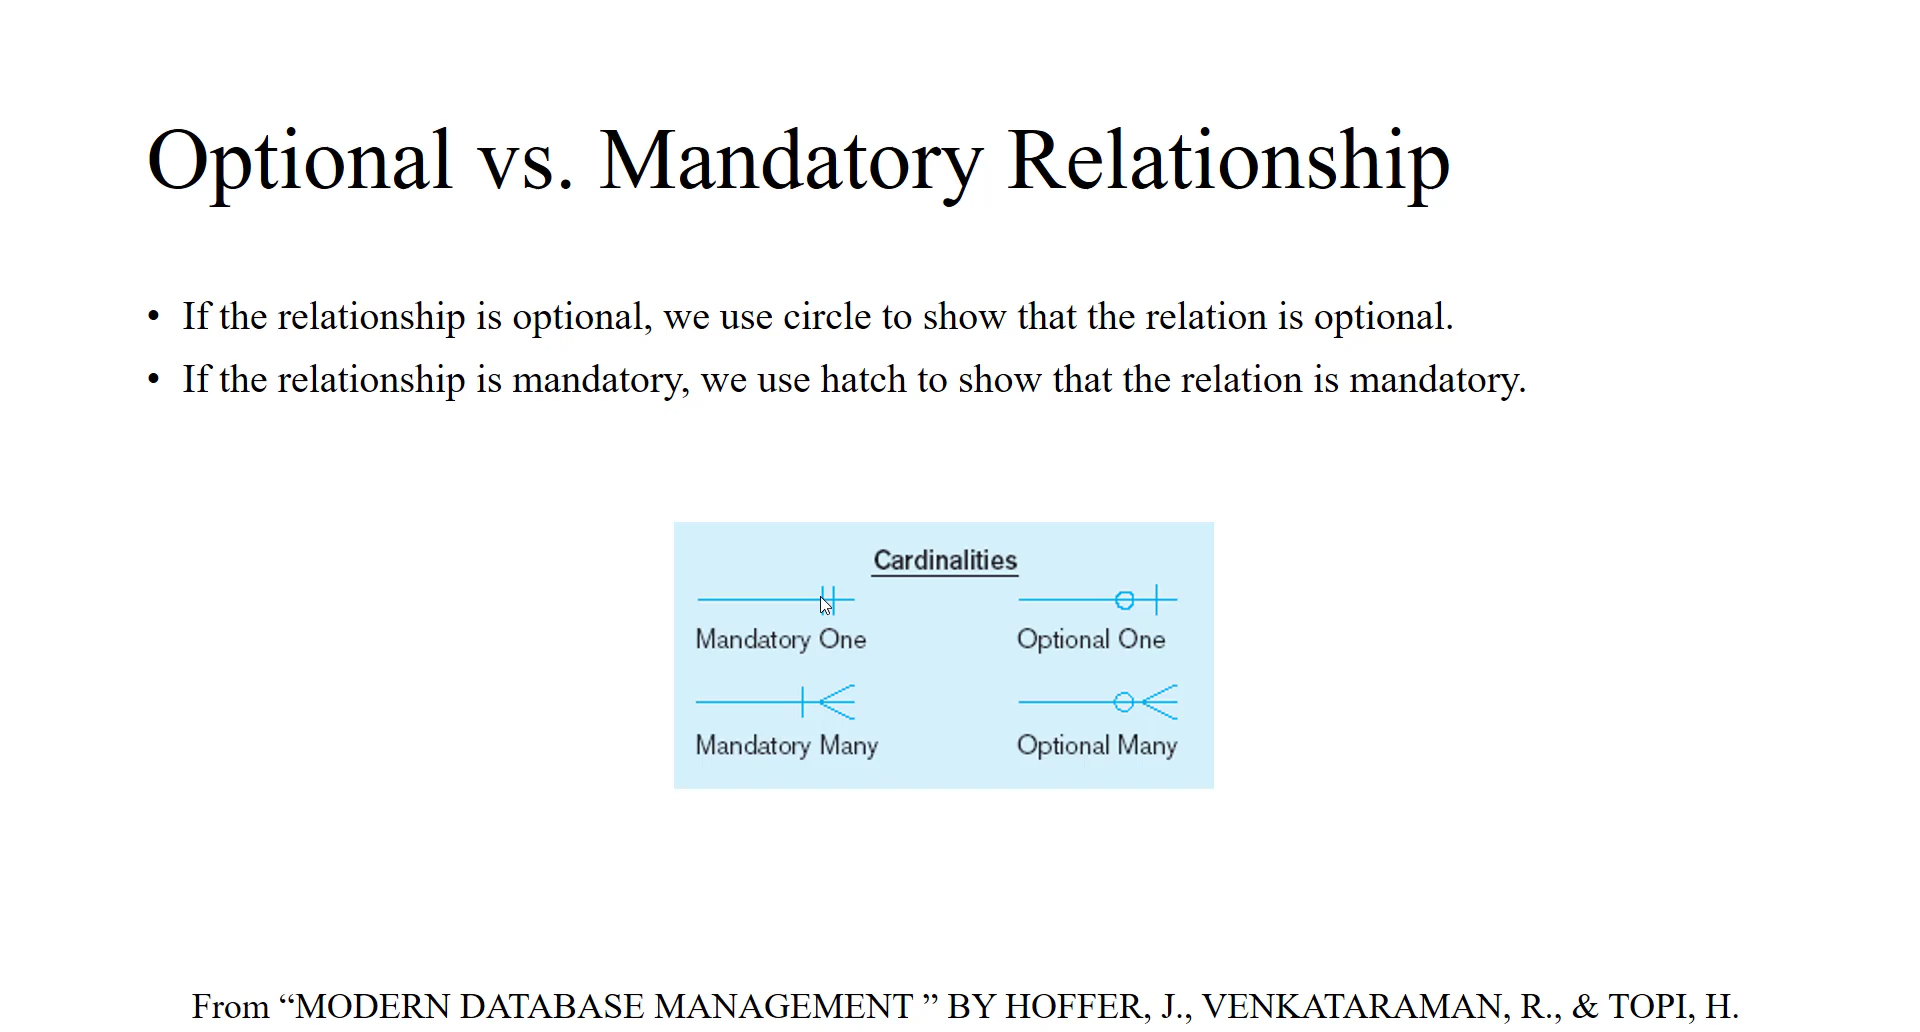 Optional vs. Mandatory Relationship
• If the relationship is optional, we use circle to show that the relation is optional.
• If the relationship is mandatory, we use hatch to show that the relation is mandatory.
Cardinalities
Mandatory One
Optional One
Mandatory Many
Optional Many
From “MODERN DATABASE MANAGEMENT ” BY HOFFER, J., VENKATARAMAN, R., & TOPI, H.